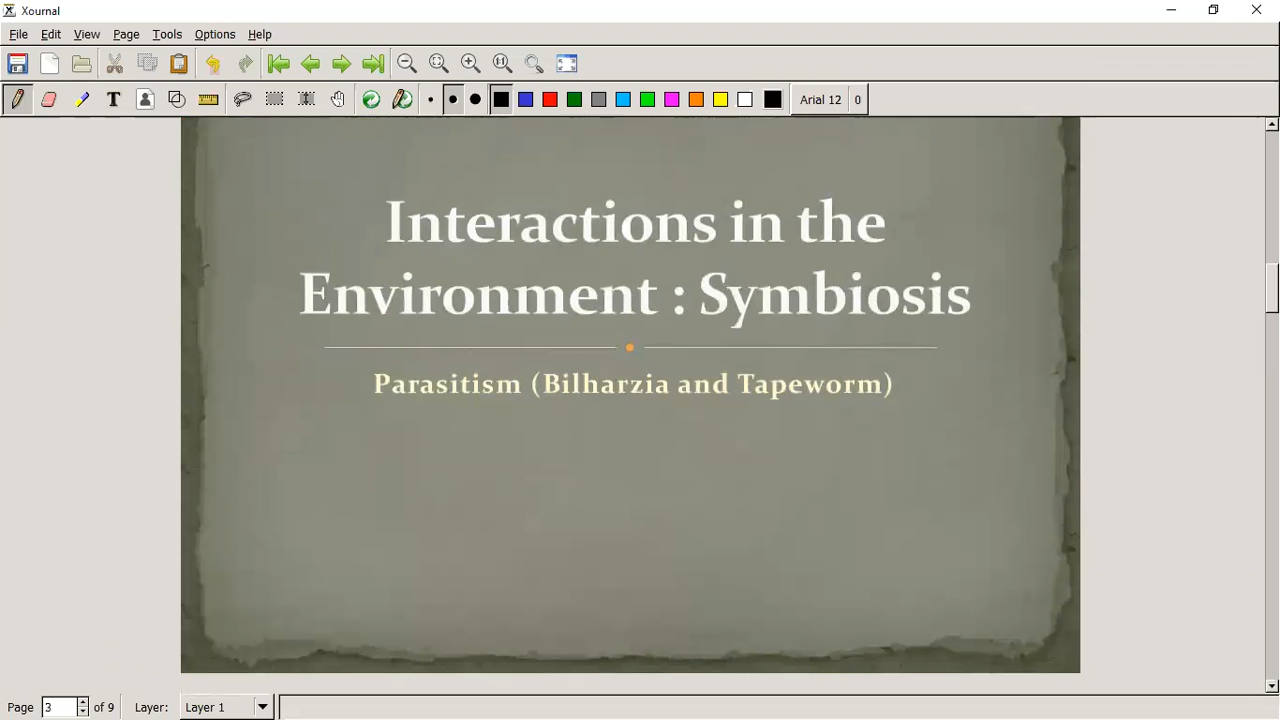 Xournal
File Edit View Page Tools Options Help
T Arial 12 0
Interactions in the
Environment : Symbiosis
Parasitism (Bilharzia and Tapeworm)
Page 3 of 9 Layer: Layer 1